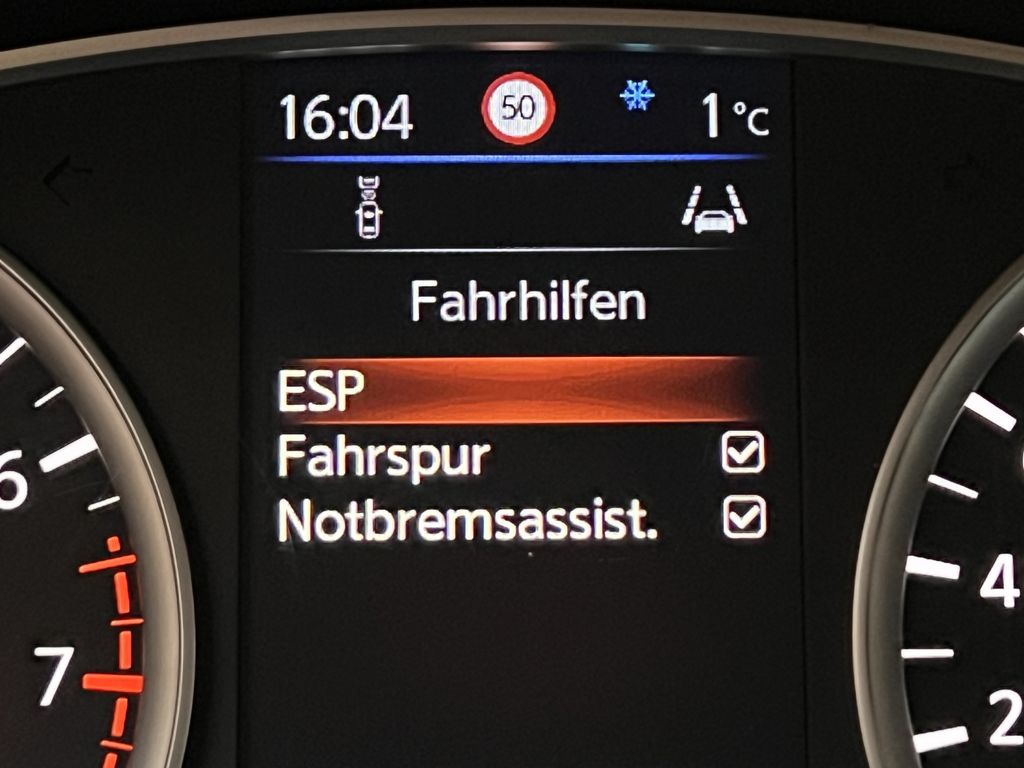 16:04 50 1 °C
Fahrhilfen
ESP
Fahrspur
Notbremsassist.
6
7
4
2